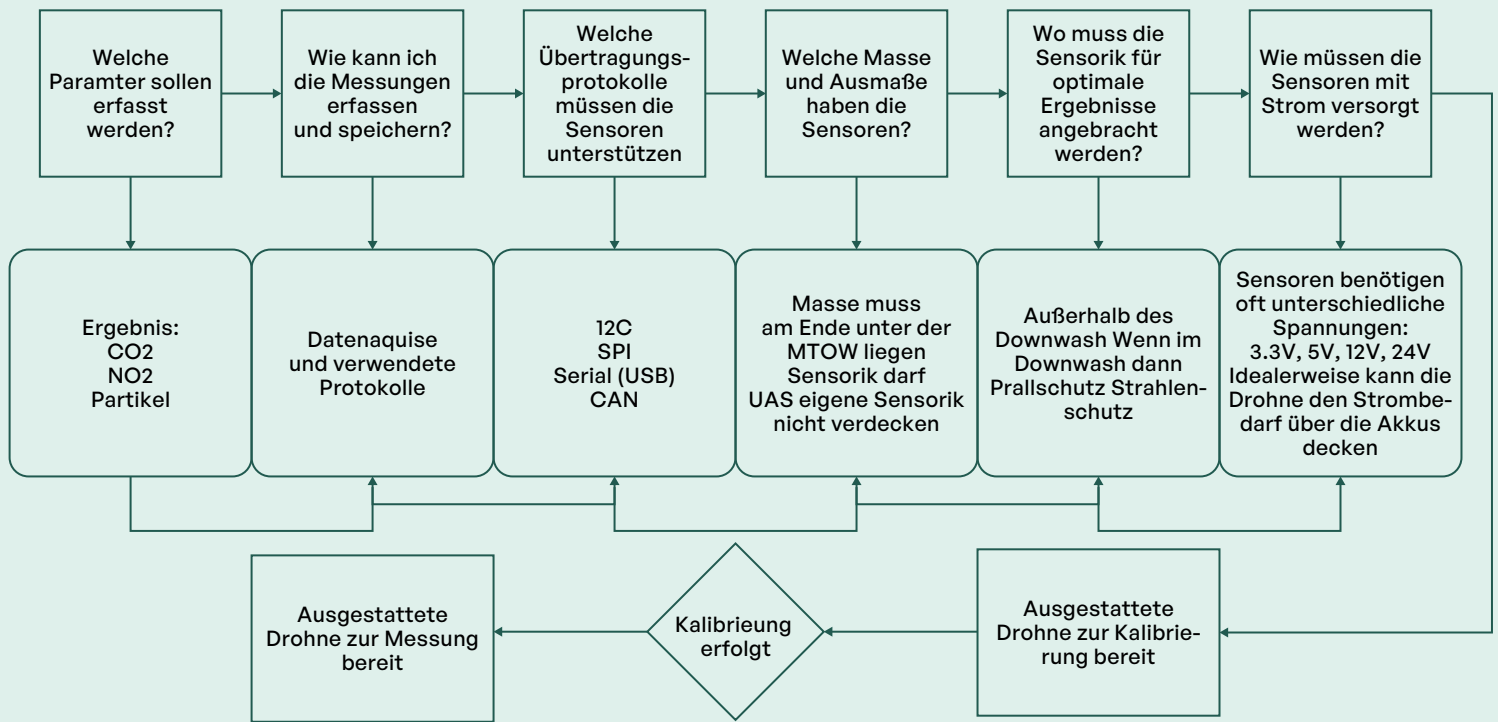 Welche
Paramter sollen
erfasst
werden?
Wie kann ich
die Messungen
erfassen
und speichern?
Welche
Übertragungs-
protokolle
müssen die
Sensoren
unterstützen
Welche Masse
und Ausmaße
haben die
Sensoren?
Wo muss die
Sensorik für
optimale
Ergebnisse
angebracht
werden?
Wie müssen die
Sensoren mit
Strom versorgt
werden?
Ergebnis:
CO2
NO2
Partikel
Datenaquise
und verwendete
Protokolle
12C
SPI
Serial (USB)
CAN
Masse muss
am Ende unter der
MTOW liegen
Sensorik darf
UAS eigene Sensorik
nicht verdecken
Außerhalb des
Downwash Wenn im
Downwash dann
Prallschutz Strahlen-
schutz
Sensoren benötigen
oft unterschiedliche
Spannungen:
3.3V, 5V, 12V, 24V
Idealerweise kann die
Drohne den Strombe-
darf über die Akkus
decken
Ausgestattete
Drohne zur Messung
bereit
Kalibrieung
erfolgt
Ausgestattete
Drohne zur Kalibrie-
rung bereit